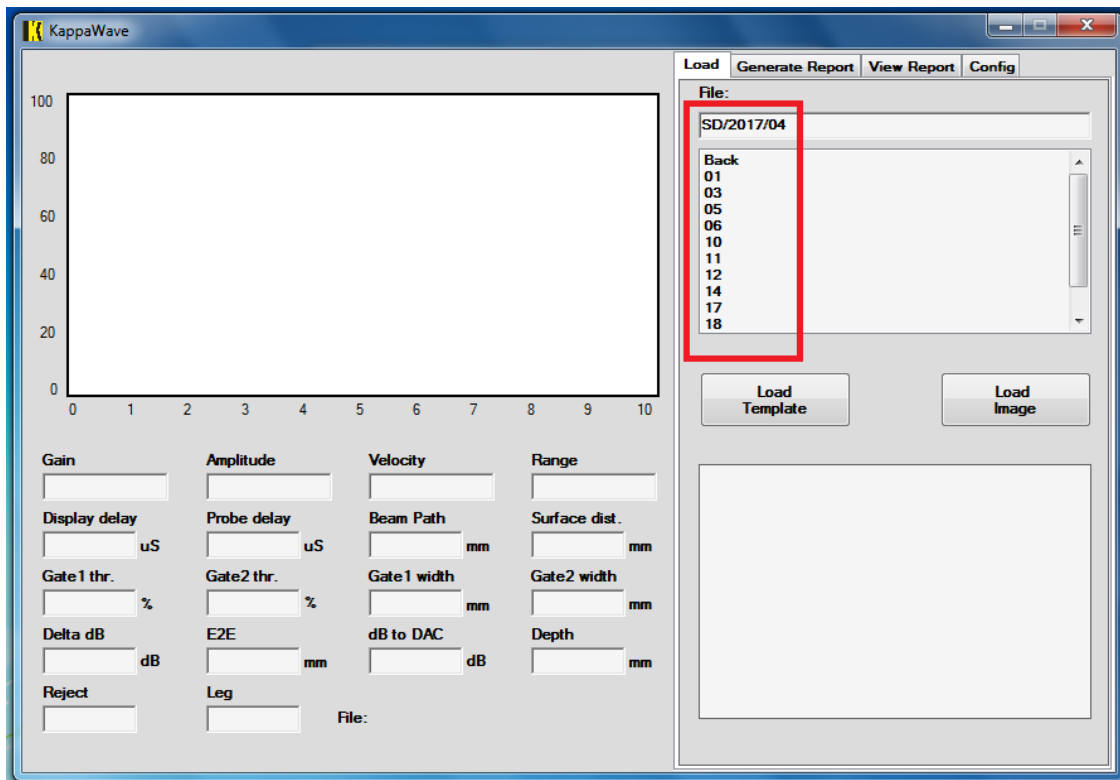 KappaWave
Load Generate Report View Report Config
File:
SD/2017/04
Back
01
03
05
06
10
11
12
14
17
18
Load
Template
Load
Image
100
80
60
40
20
0
0 1 2 3 4 5 6 7 8 9 10
Gain Amplitude Velocity Range
Display delay Probe delay Beam Path Surface dist.
uS uS mm mm
Gate1 thr. Gate2 thr. Gate1 width Gate2 width
% % mm mm
Delta dB E2E dB to DAC Depth
dB mm dB mm
Reject Leg
File: